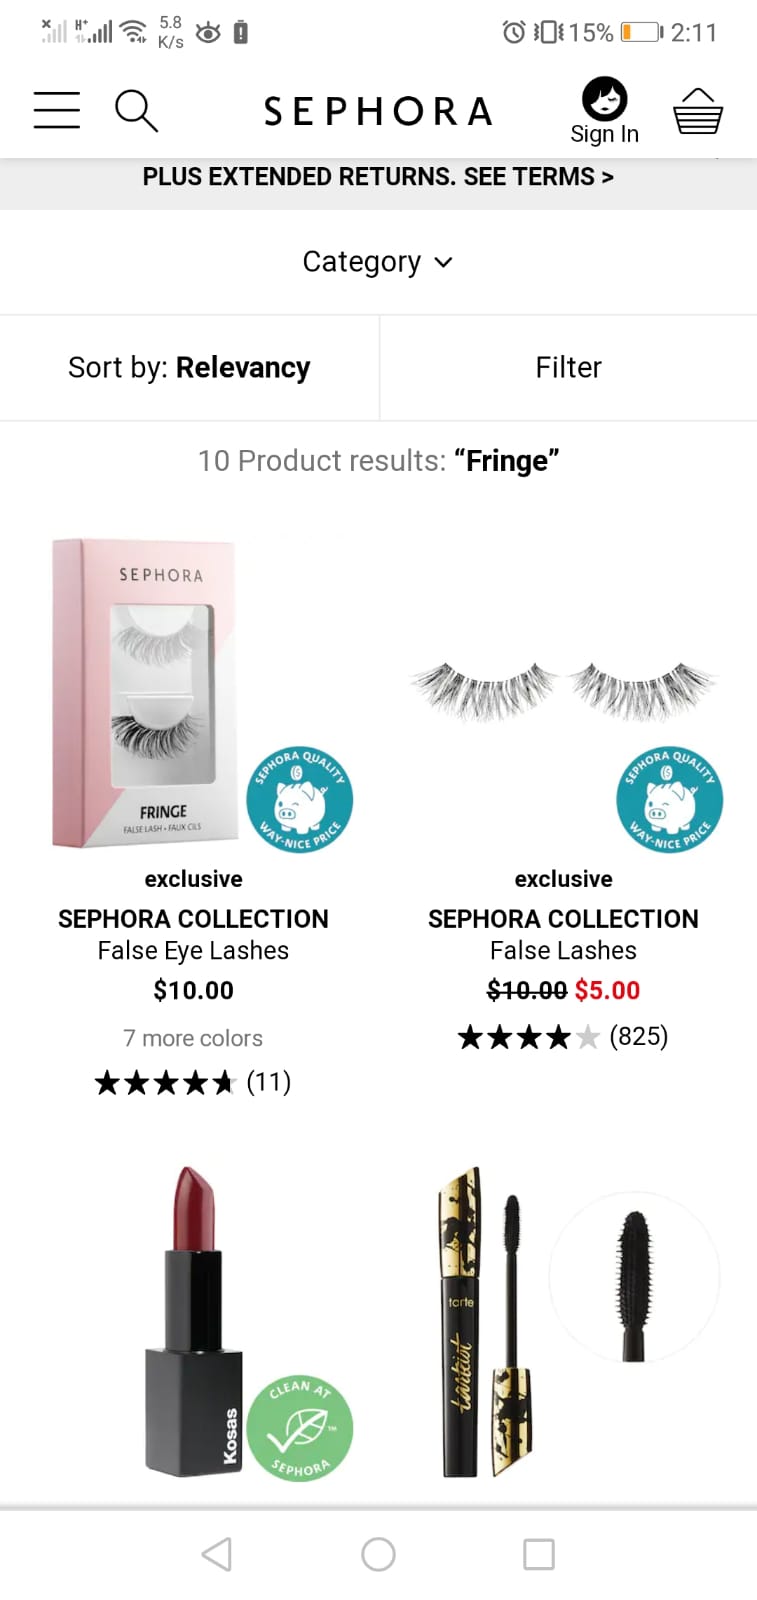 5.8
K/s
15%
2:11
SEPHORA
Sign In
PLUS EXTENDED RETURNS. SEE TERMS >
Category
Sort by: Relevancy
Filter
10 Product results: “Fringe”
SEPHORA
FRINGE
FALSE LASH • FAUX CILS
SEPHORA QUALITY
WAY-NICE PRICE
SEPHORA QUALITY
WAY-NICE PRICE
exclusive
SEPHORA COLLECTION
False Eye Lashes
$10.00
7 more colors
(11)
exclusive
SEPHORA COLLECTION
False Lashes
$10.00 $5.00
(825)
Kosas
CLEAN AT
SEPHORA
tarte
tarteist